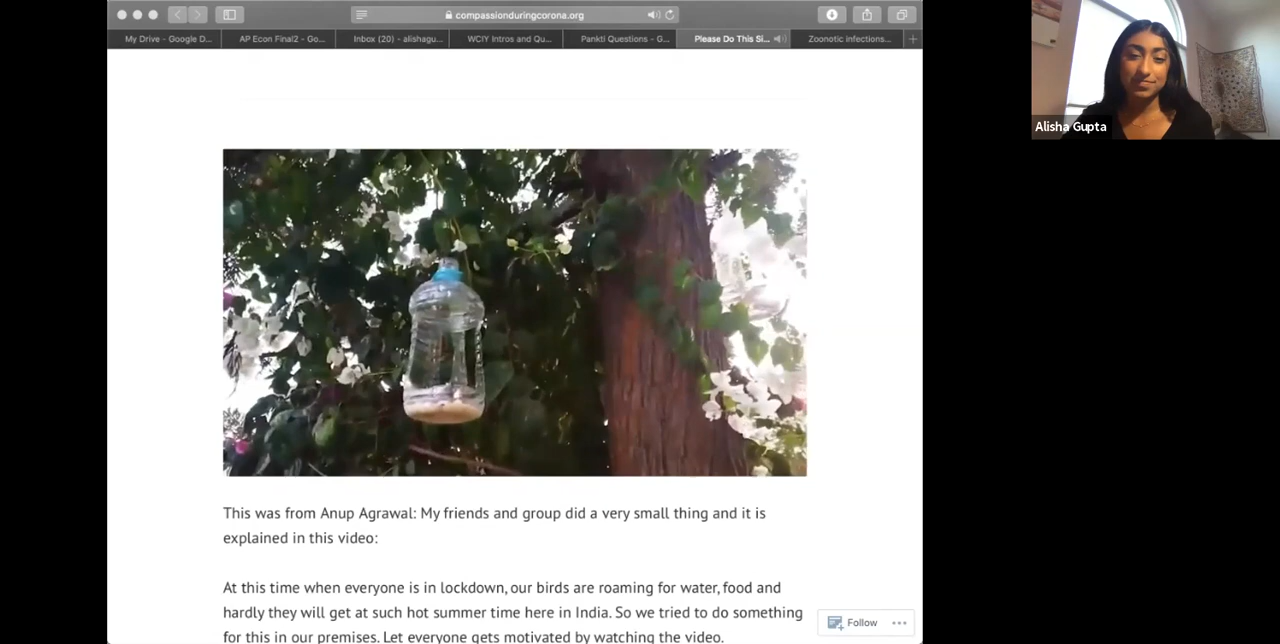 compassionduringcorona.org
My Drive - Google D...
AP Econ Final2 - Go...
Inbox (20) - alishagu...
WCIY Intros and Qu...
Pankti Questions - G...
Please Do This Si...
Zoonotic infections...
Alisha Gupta
This was from Anup Agrawal: My friends and group did a very small thing and it is
explained in this video:
At this time when everyone is in lockdown, our birds are roaming for water, food and
hardly they will get at such hot summer time here in India. So we tried to do something
for this in our premises. Let everyone gets motivated by watching the video.
Follow